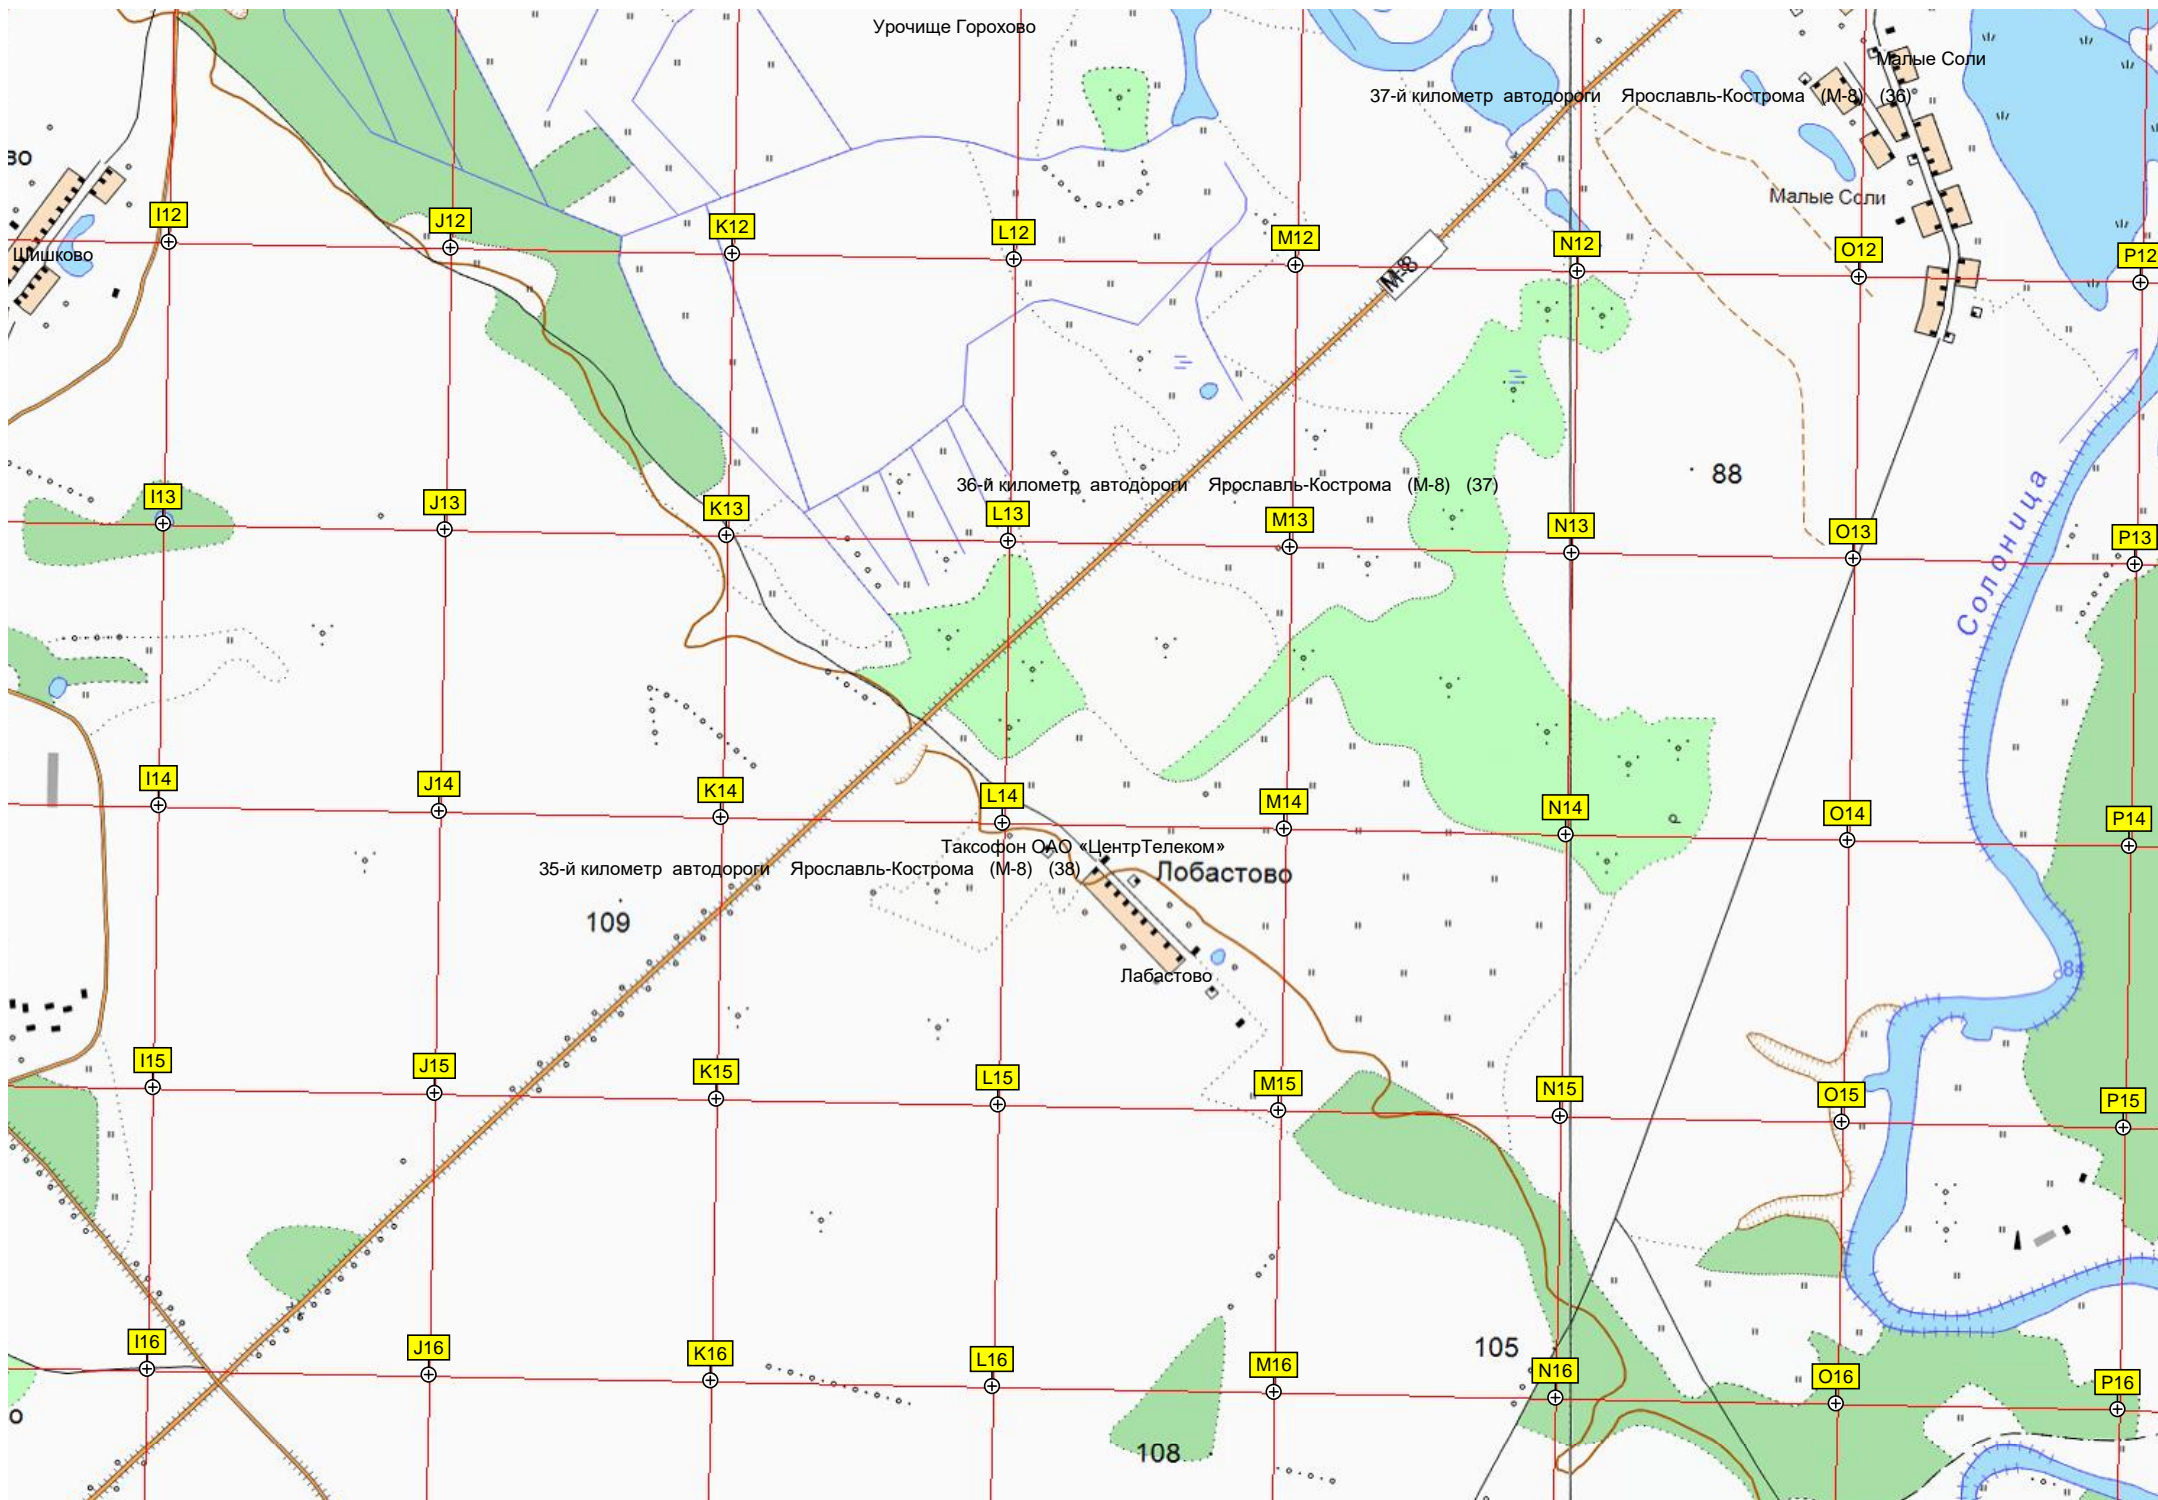 Урочище Горохово
Малые Соли
37-й километр автодороги Ярославль-Кострома (М-8) (36)
во
Малые Соли
I12
J12
K12
L12
M12
N12
O12
P12
Шишково
М-8
88
36-й километр автодороги Ярославль-Кострома (М-8) (37)
I13
J13
K13
L13
M13
N13
O13
P13
Солоница
I14
J14
K14
L14
M14
N14
O14
P14
Таксофон ОАО «ЦентрТелеком»
35-й километр автодороги Ярославль-Кострома (М-8) (38)
Лобастово
109
Лабастово
I15
J15
K15
L15
M15
N15
O15
P15
105
I16
J16
K16
L16
M16
N16
O16
P16
о
108